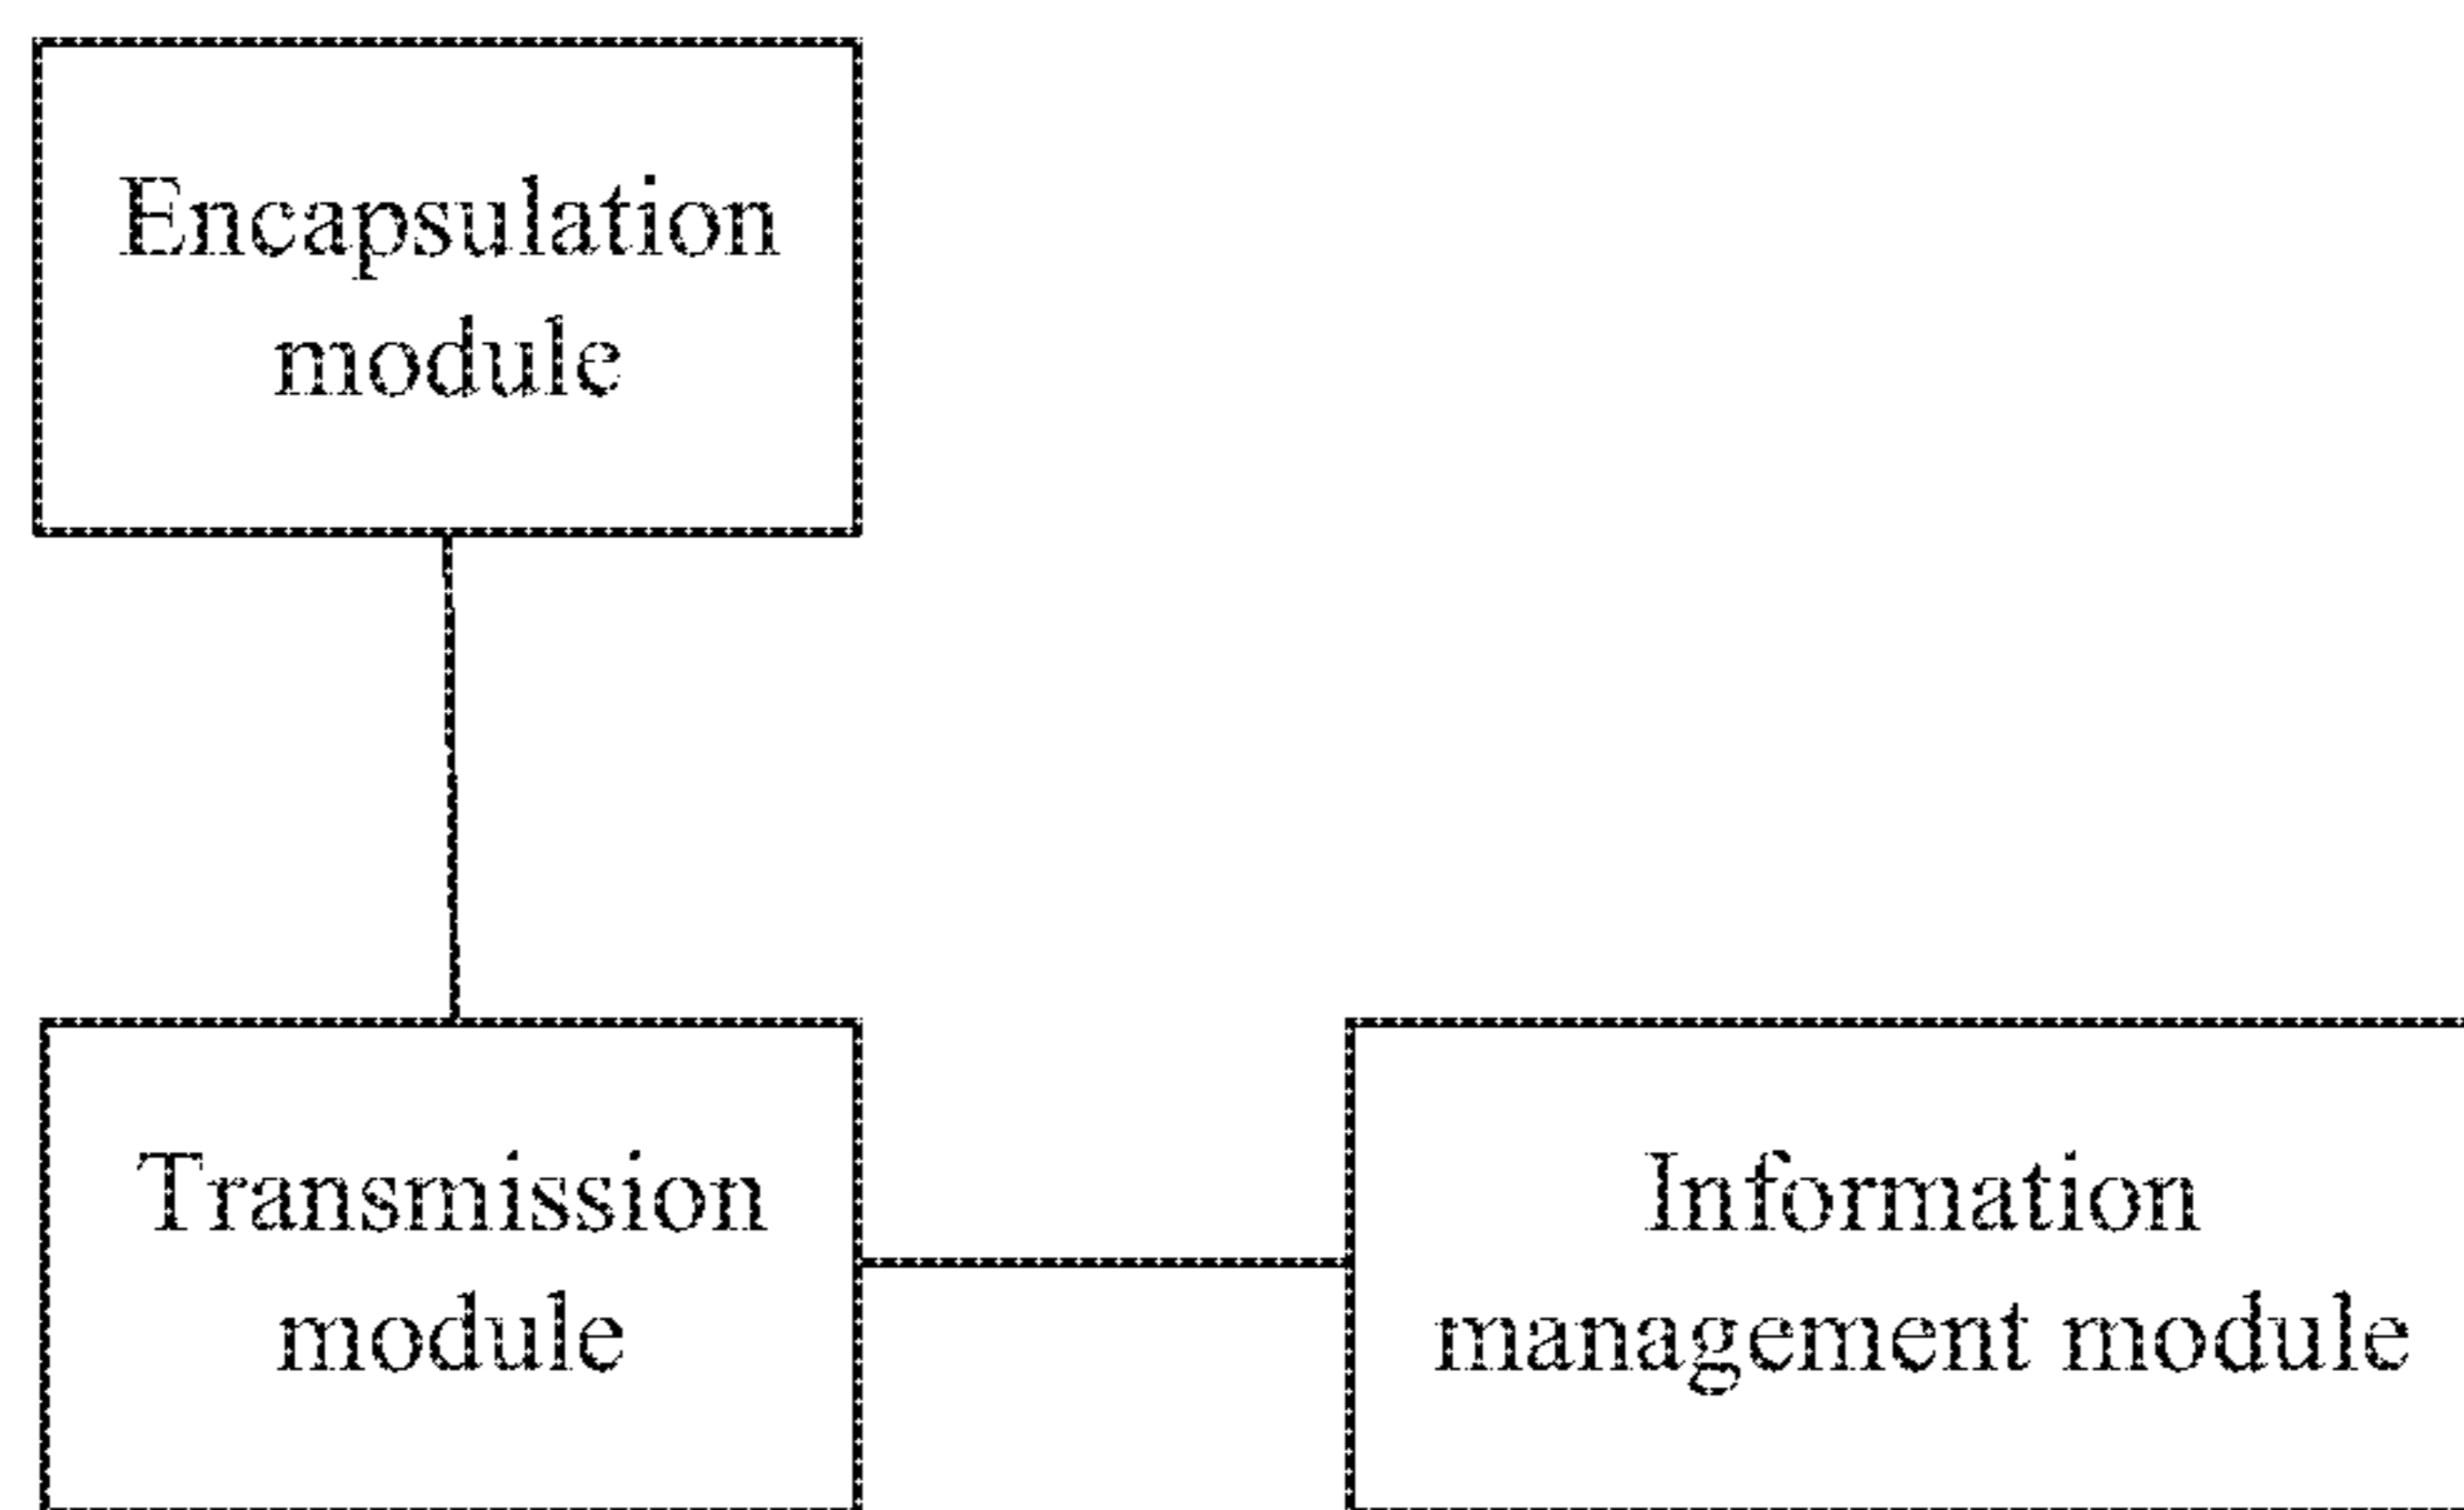 Encapsulation
module
Transmission
module
Information
management module